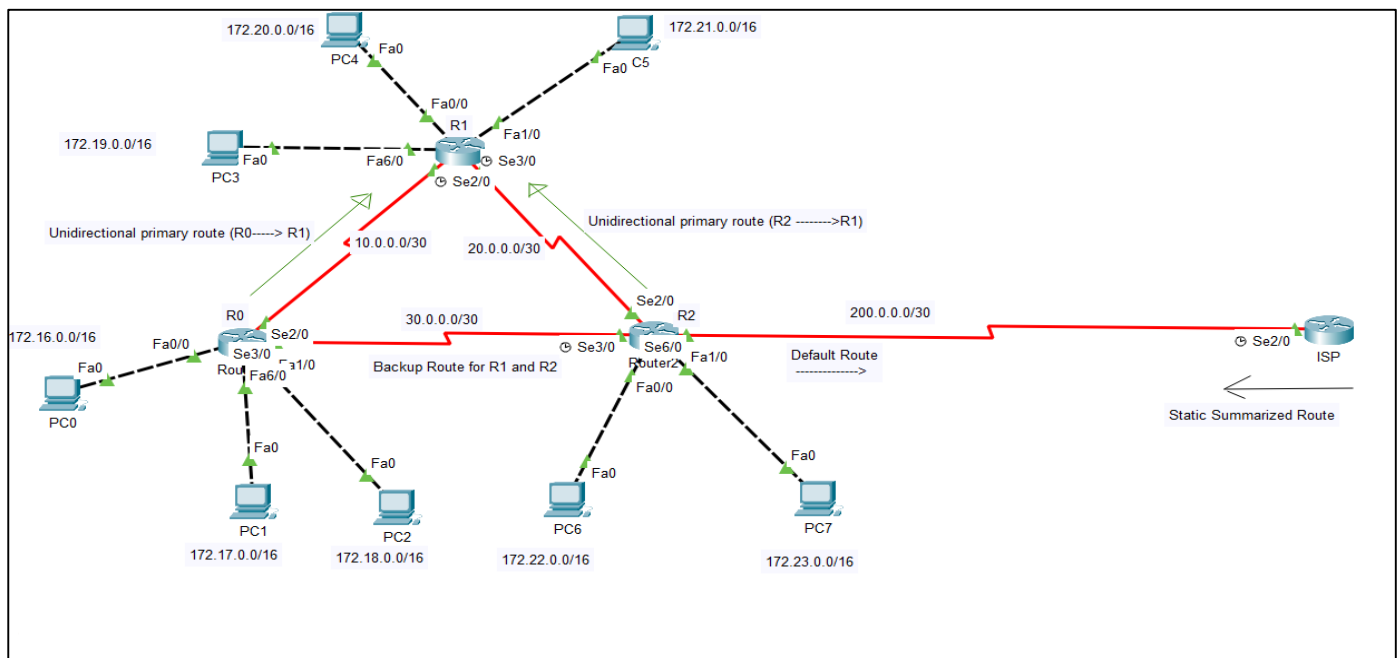 172.20.0.0/16
PC4
Fa0
172.21.0.0/16
C5
Fa0
Fa0/0
R1
Fa1/0
172.19.0.0/16
PC3
Fa0
Fa6/0
Se3/0
Se2/0
Unidirectional primary route (R0-----> R1)
Unidirectional primary route (R2 -------->R1)
10.0.0.0/30
20.0.0.0/30
R0
Se2/0
Se3/0
Rou
Fa1/0
Fa6/0
172.16.0.0/16
Fa0/0
Fa0
PC0
30.0.0.0/30
Backup Route for R1 and R2
Se2/0
R2
Se3/0
Se6/0
Router2
Fa1/0
Fa0/0
200.0.0.0/30
Default Route
-------------->
Se2/0
ISP
Static Summarized Route
Fa0
PC1
172.17.0.0/16
Fa0
PC2
172.18.0.0/16
Fa0
PC6
172.22.0.0/16
Fa0
PC7
172.23.0.0/16